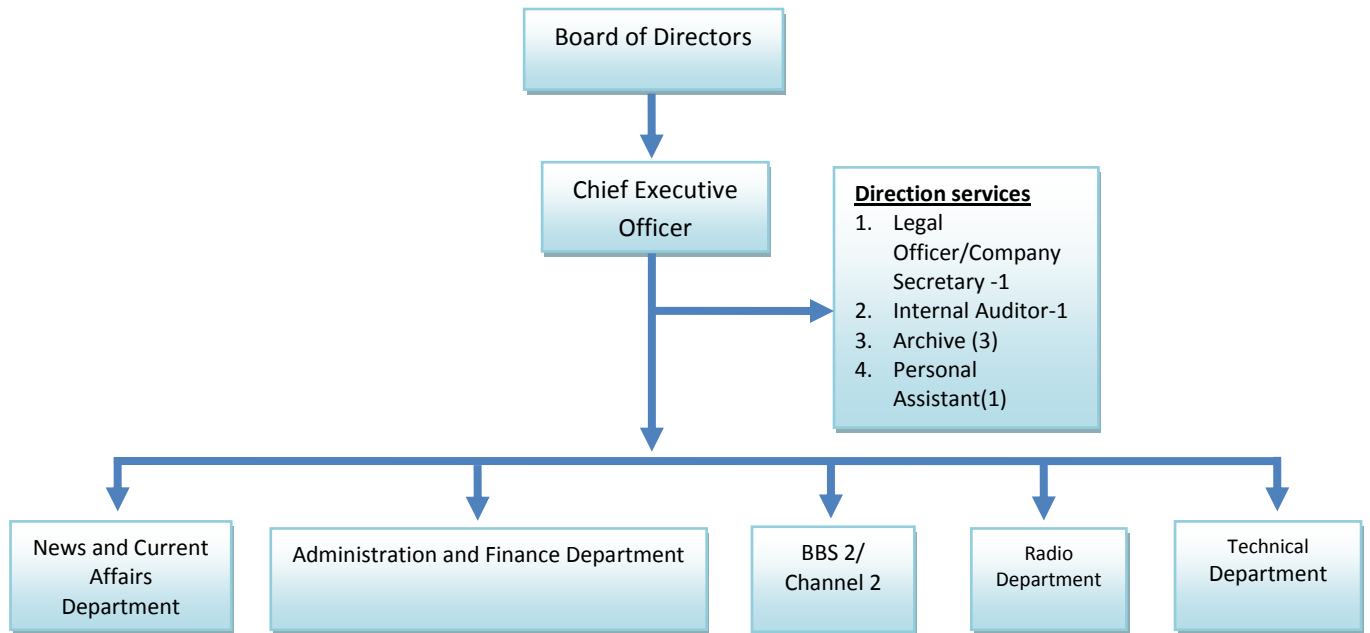 Board of Directors
Chief Executive
Officer
Direction services
1. Legal
Officer/Company
Secretary -1
2. Internal Auditor-1
3. Archive (3)
4. Personal
Assistant(1)
News and Current
Affairs
Department
Administration and Finance Department
BBS 2/
Channel 2
Radio
Department
Technical
Department